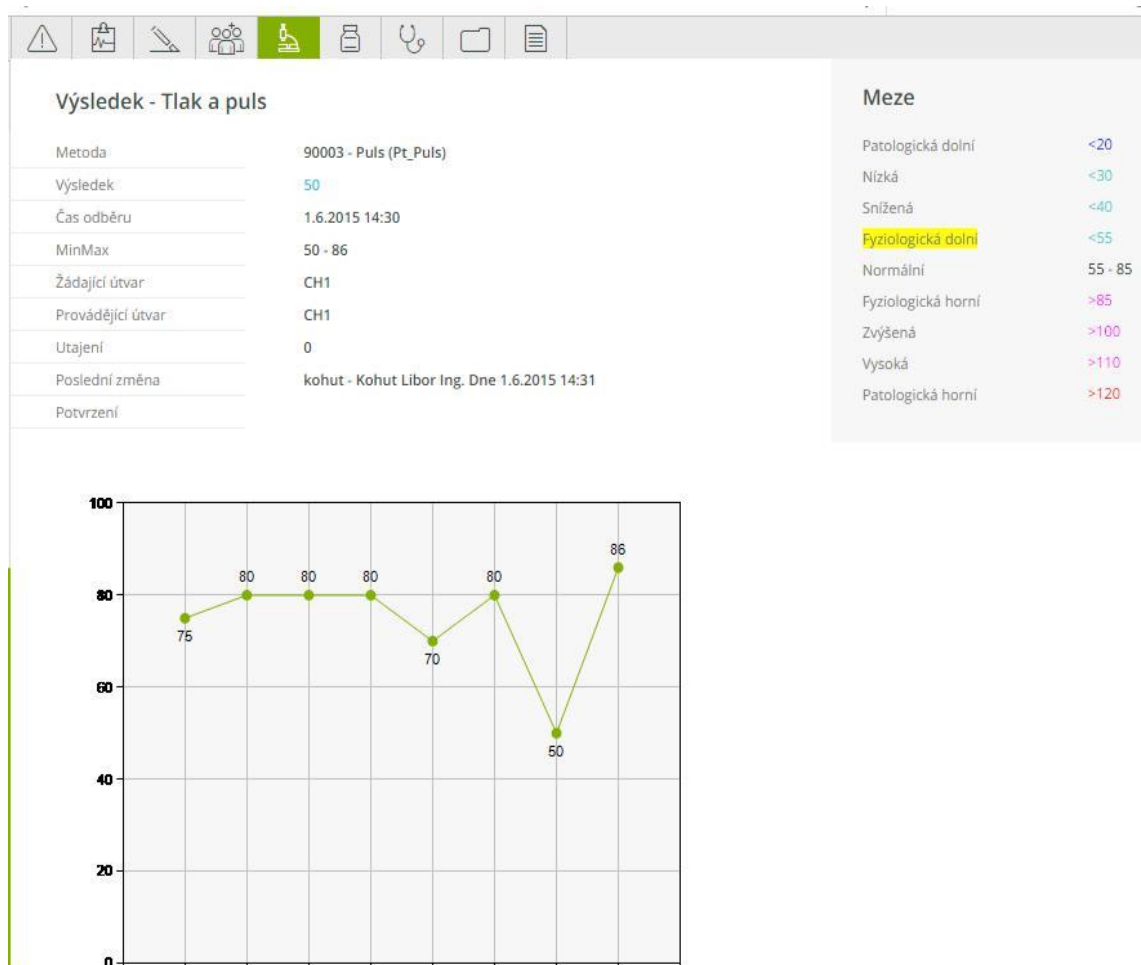 Výsledek - Tlak a puls
Metoda 90003 - Puls (Pt_Puls)
Výsledek 50
Čas odběru 1.6.2015 14:30
MinMax 50 - 86
Žádající útvar CH1
Provádějící útvar CH1
Utajení 0
Poslední změna kohut - Kohut Libor Ing. Dne 1.6.2015 14:31
Potvrzení
Meze
Patologická dolní <20
Nízká <30
Snížená <40
Fyziologická dolní <55
Normální 55 - 85
Fyziologická horní >85
Zvýšená >100
Vysoká >110
Patologická horní >120
100
86
80 80 80 80
80
75
70
60
50
40
20
0